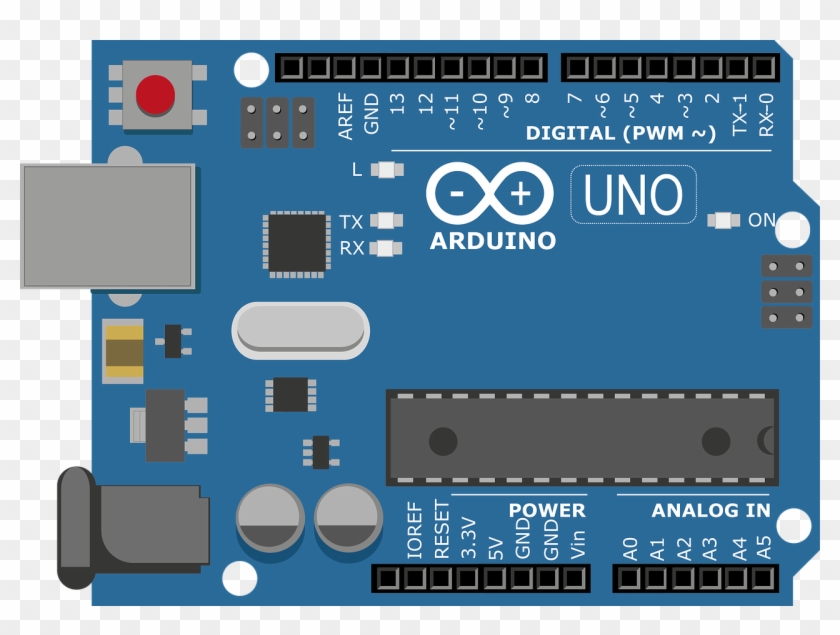 AREF
GND
13
12
~11
~10
~9
8
7
~6
~5
4
~3
2
TX-1
RX-0
DIGITAL (PWM ~)
L
TX
RX
- +
ARDUINO
UNO
ON
POWER
ANALOG IN
IOREF
RESET
3.3V
5V
GND
GND
Vin
A0
A1
A2
A3
A4
A5